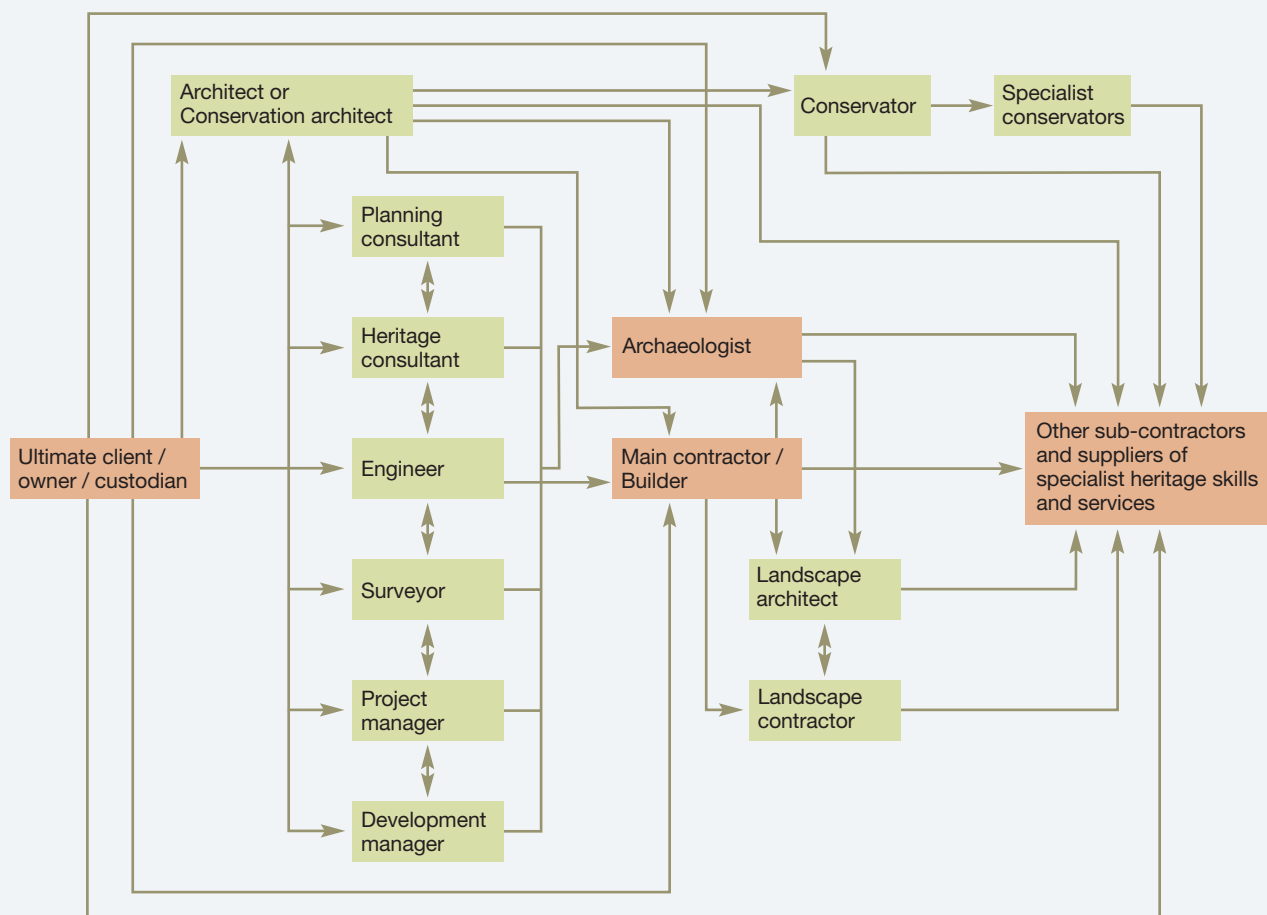 Architect or
Conservation architect
Conservator
Specialist
conservators
Planning
consultant
Heritage
consultant
Archaeologist
Ultimate client /
owner / custodian
Engineer
Main contractor /
Builder
Other sub-contractors
and suppliers of
specialist heritage skills
and services
Surveyor
Landscape
architect
Project
manager
Landscape
contractor
Development
manager